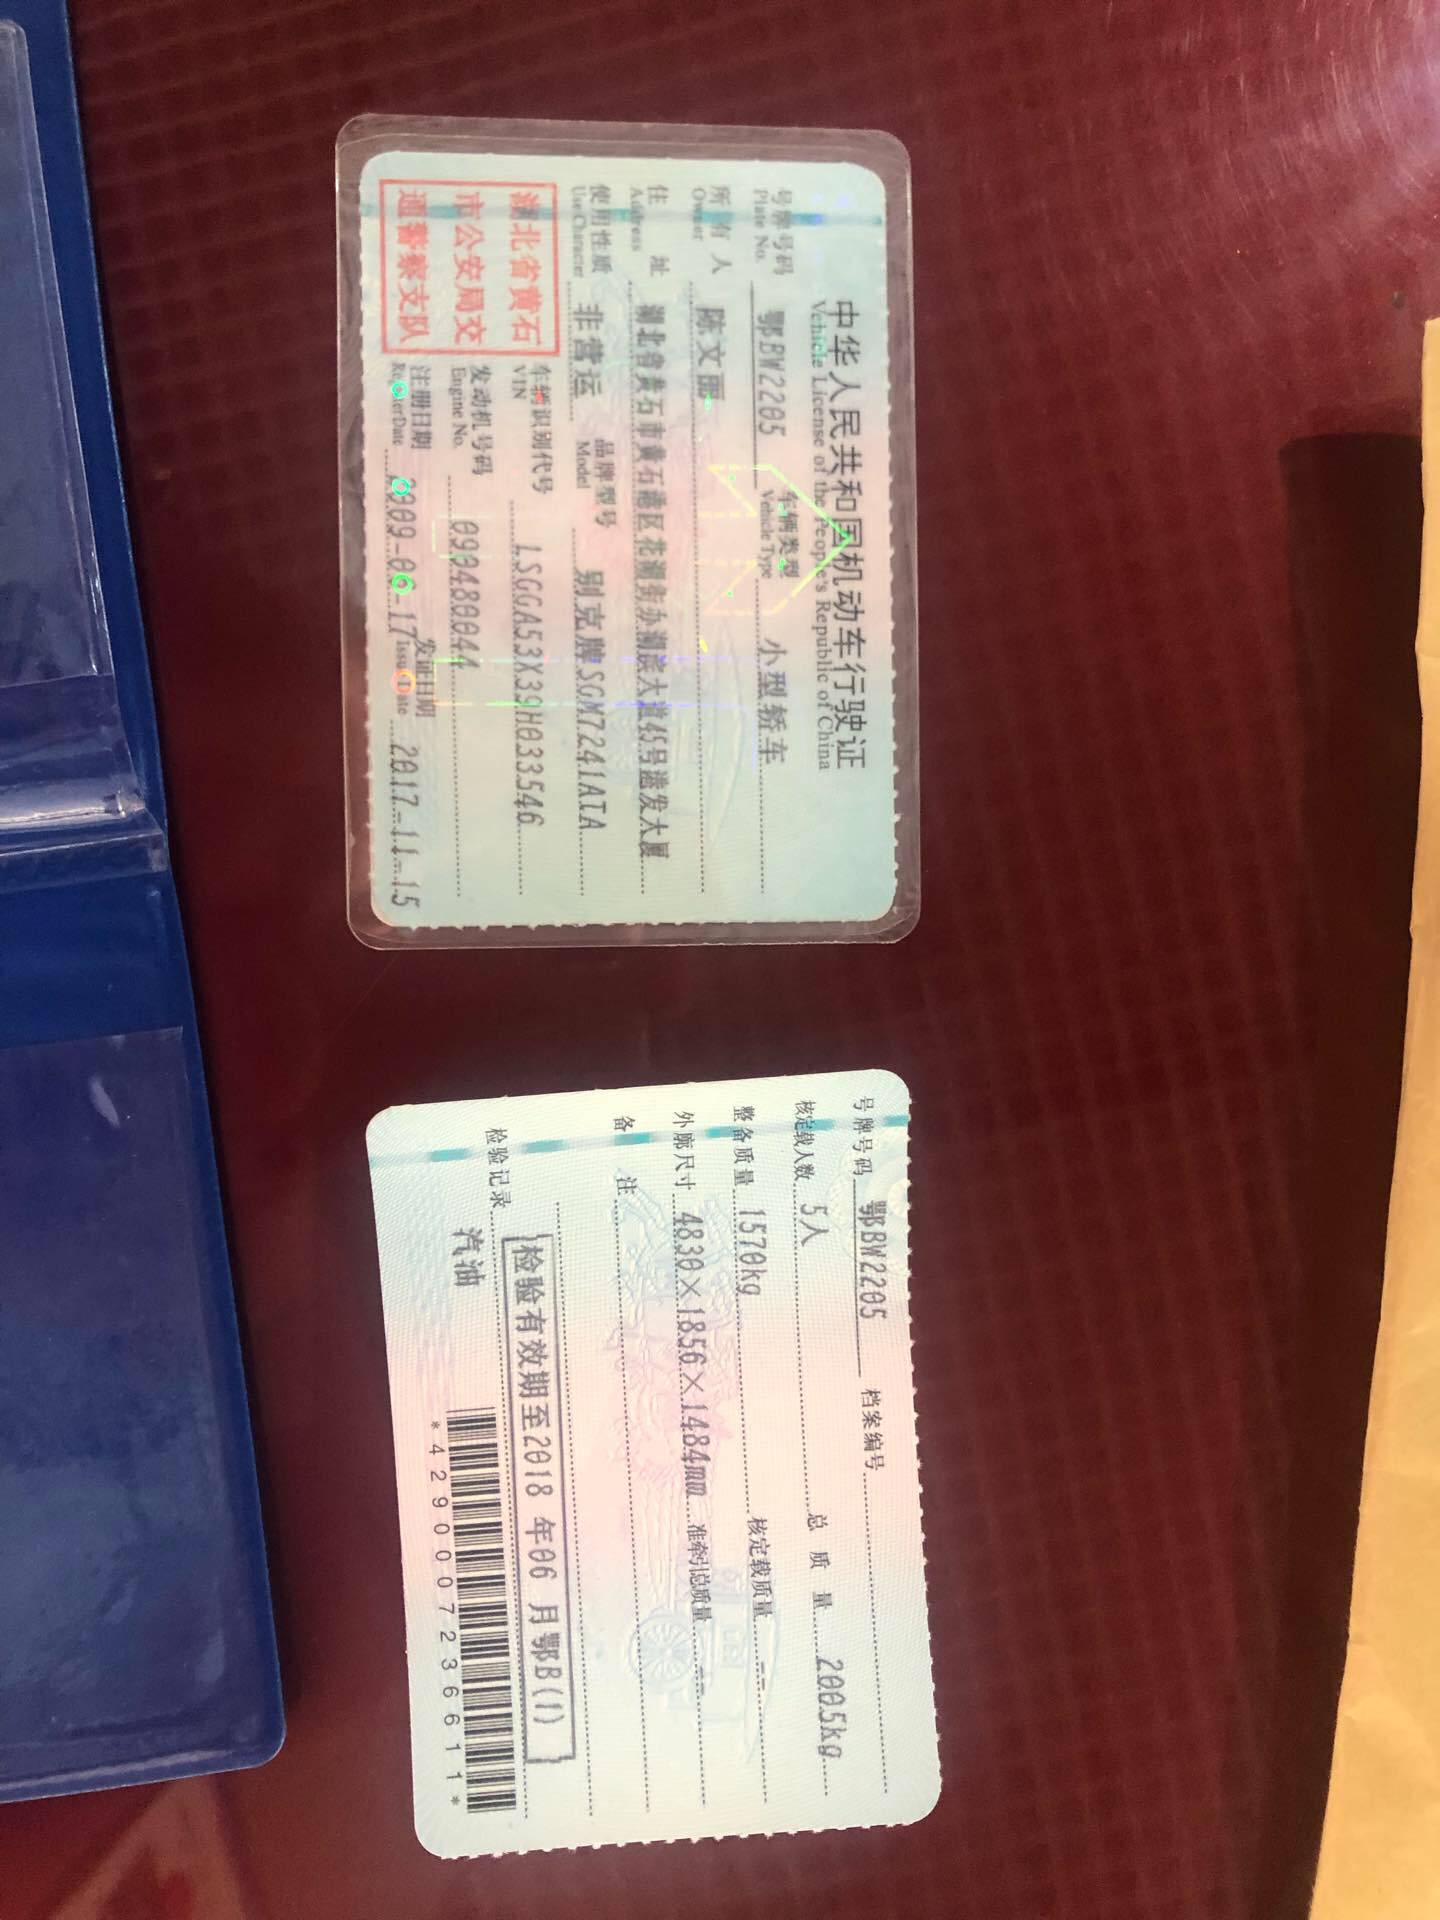 中华人民共和国机动车行驶证
Vehicle License of the People's Republic of China
号牌号码 鄂BW2205 车辆类型 小型轿车
Plate No. Vehicle Type
所有人 陈文丽
Owner
住址 湖北省黄石市黄石港区花湖街办湖滨大道45号港发大厦
Address
使用性质 非营运 品牌型号 别克牌SGM7241ATA
Use Character Model
湖北省黄石
市公安局交
通警察支队
车辆识别代号 LSGGA53X39H033546
VIN
发动机号码 090480044
Engine No.
注册日期 2009-06-17 发证日期 2017-11-15
Register Date Issue Date
号牌号码 鄂BW2205 档案编号
核定载人数 5人 总质量 2005kg
整备质量 1570kg 核定载质量 --
外廓尺寸 4830×1856×1484mm 准牵引总质量 --
备注
检验记录 检验有效期至2018年06月鄂B(1)
汽油
*4290007236611*